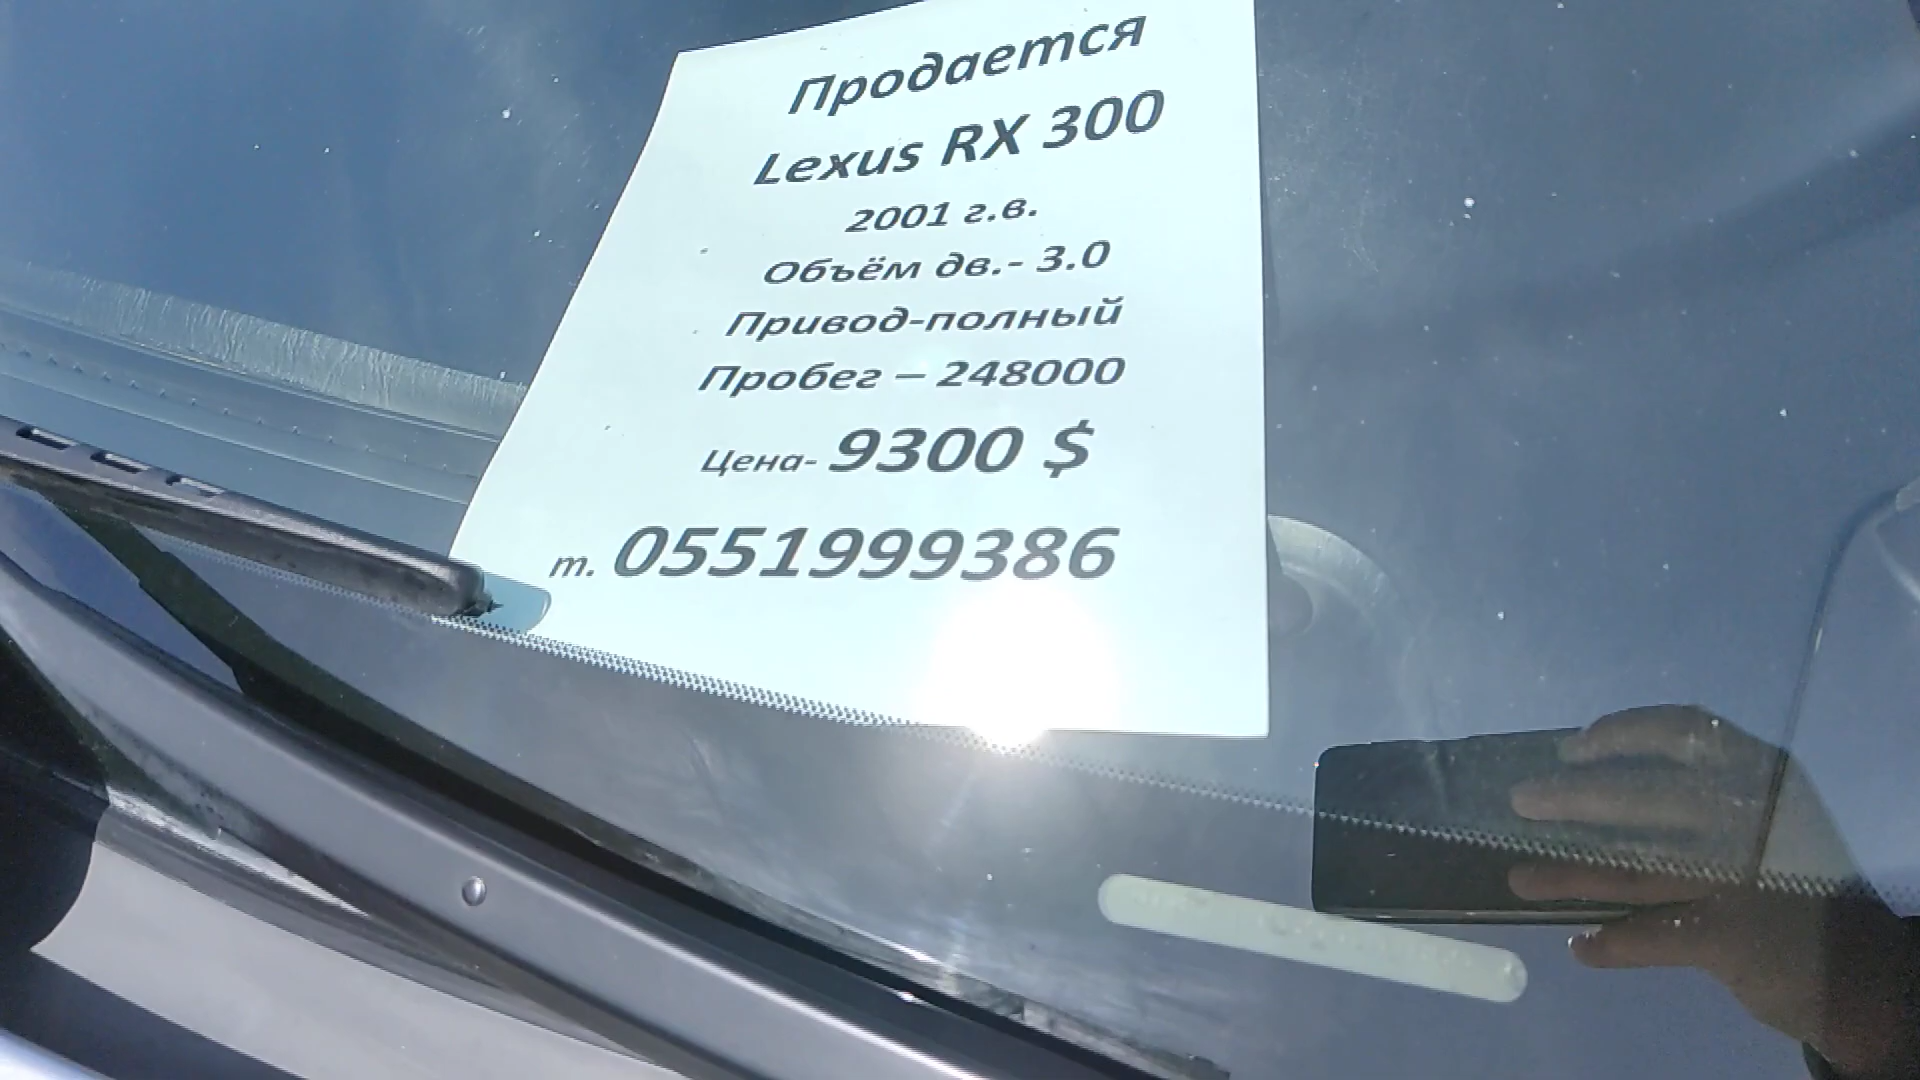 Продается
Lexus RX 300
2001 г.в.
Объём дв.- 3.0
Привод-полный
Пробег – 248000
Цена- 9300 $
т. 0551999386